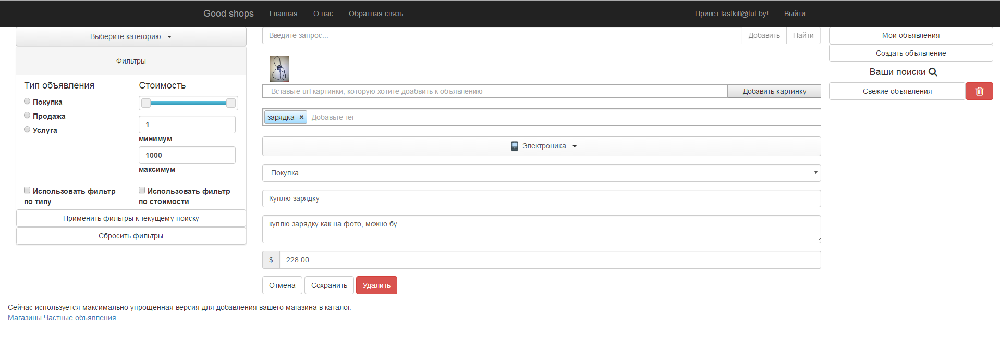 Good shops Главная О нас Обратная связь Привет lastkill@tut.by! Выйти
Выберите категорию
Фильтры
Тип объявления
Покупка
Продажа
Услуга
Стоимость
1
минимум
1000
максимум
Использовать фильтр
по типу
Использовать фильтр
по стоимости
Применить фильтры к текущему поиску
Сбросить фильтры
Введите запрос... Добавить Найти
Вставьте url картинки, которую хотите доабвить к объявлению Добавить картинку
зарядка × Добавьте тег
Электроника
Покупка
Куплю зарядку
куплю зарядку как на фото, можно бу
$ 228.00
Отмена Сохранить Удалить
Мои объявления
Создать объявление
Ваши поиски
Свежие объявления
Сейчас используется максимально упрощённая версия для добавления вашего магазина в каталог.
Магазины Частные объявления